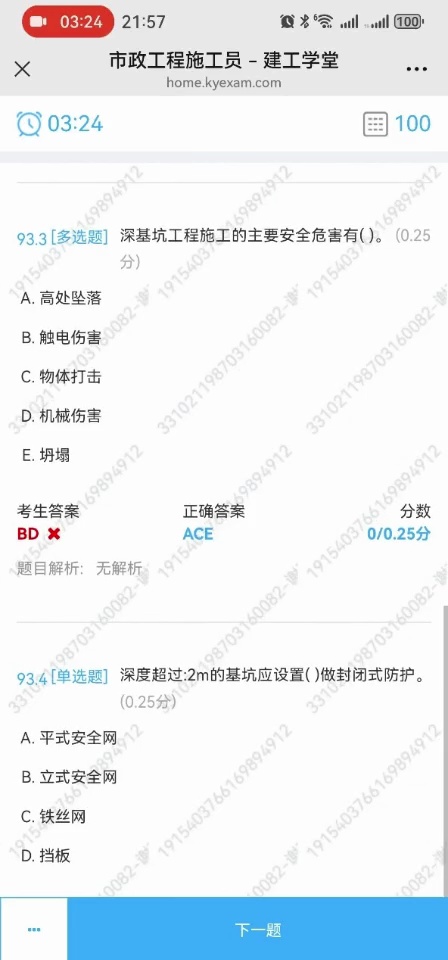 03:24 21:57 100
市政工程施工员 – 建工学堂
home.kyexam.com
03:24 100
93.3 [多选题] 深基坑工程施工的主要安全危害有( )。 (0.25
分)
A. 高处坠落
B. 触电伤害
C. 物体打击
D. 机械伤害
E. 坍塌
考生答案 正确答案 分数
BD ACE 0/0.25分
题目解析: 无解析
93.4 [单选题] 深度超过:2m的基坑应设置( )做封闭式防护。
(0.25分)
A. 平式安全网
B. 立式安全网
C. 铁丝网
D. 挡板
下一题